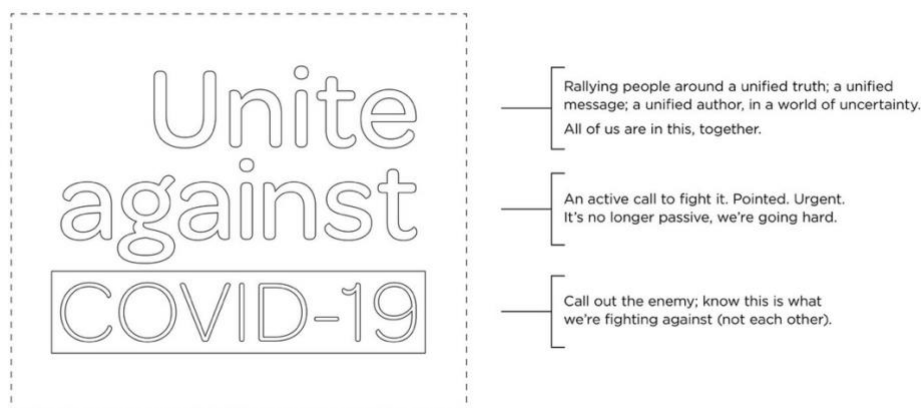 Unite
against
COVID-19
Rallying people around a unified truth; a unified
message; a unified author, in a world of uncertainty.
All of us are in this, together.
An active call to fight it. Pointed. Urgent.
It's no longer passive, we're going hard.
Call out the enemy; know this is what
we're fighting against (not each other).